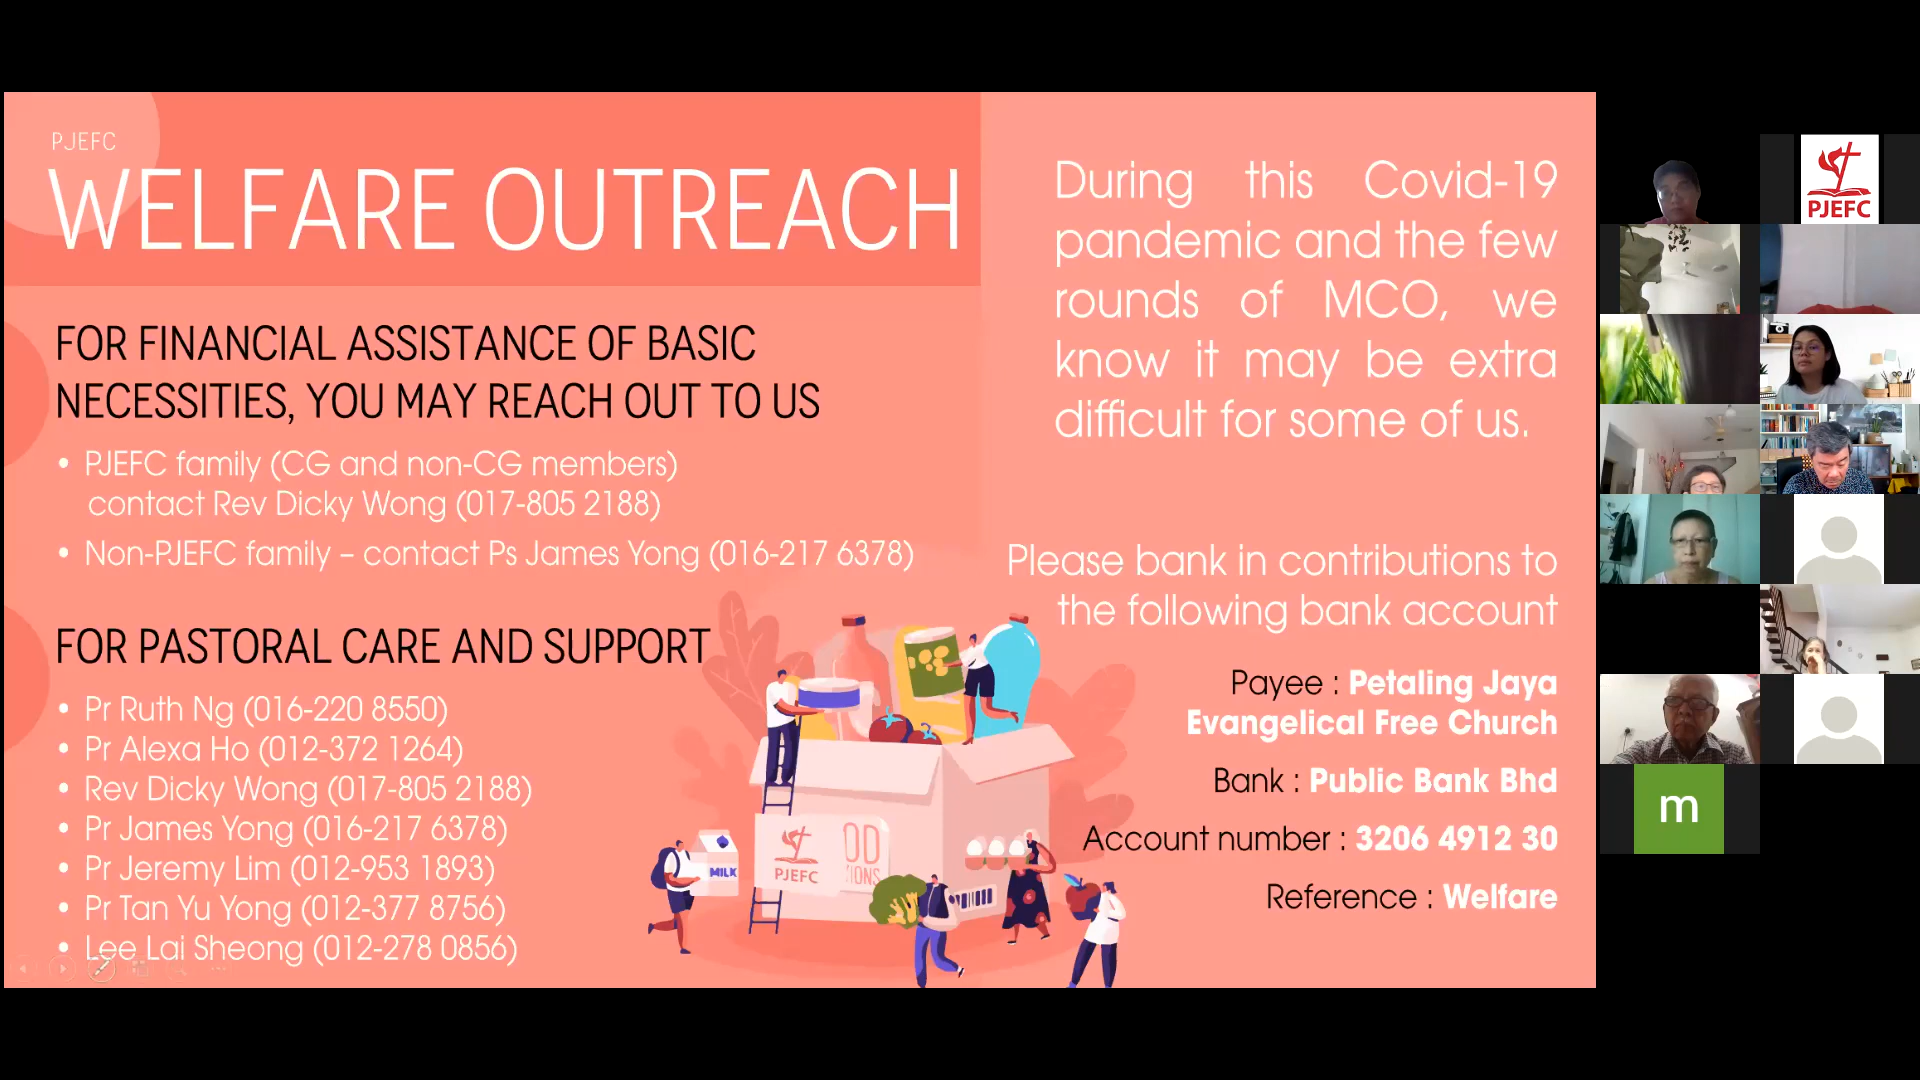 PJEFC
WELFARE OUTREACH
FOR FINANCIAL ASSISTANCE OF BASIC
NECESSITIES, YOU MAY REACH OUT TO US
• PJEFC family (CG and non-CG members)
contact Rev Dicky Wong (017-805 2188)
• Non-PJEFC family – contact Ps James Yong (016-217 6378)
FOR PASTORAL CARE AND SUPPORT
• Pr Ruth Ng (016-220 8550)
• Pr Alexa Ho (012-372 1264)
• Rev Dicky Wong (017-805 2188)
• Pr James Yong (016-217 6378)
• Pr Jeremy Lim (012-953 1893)
• Pr Tan Yu Yong (012-377 8756)
• Lee Lai Sheong (012-278 0856)
MILK
PJEFC
OD
IONS
During this Covid-19
pandemic and the few
rounds of MCO, we
know it may be extra
difficult for some of us.
Please bank in contributions to
the following bank account
Payee : Petaling Jaya
Evangelical Free Church
Bank : Public Bank Bhd
Account number : 3206 4912 30
Reference : Welfare
PJEFC
m